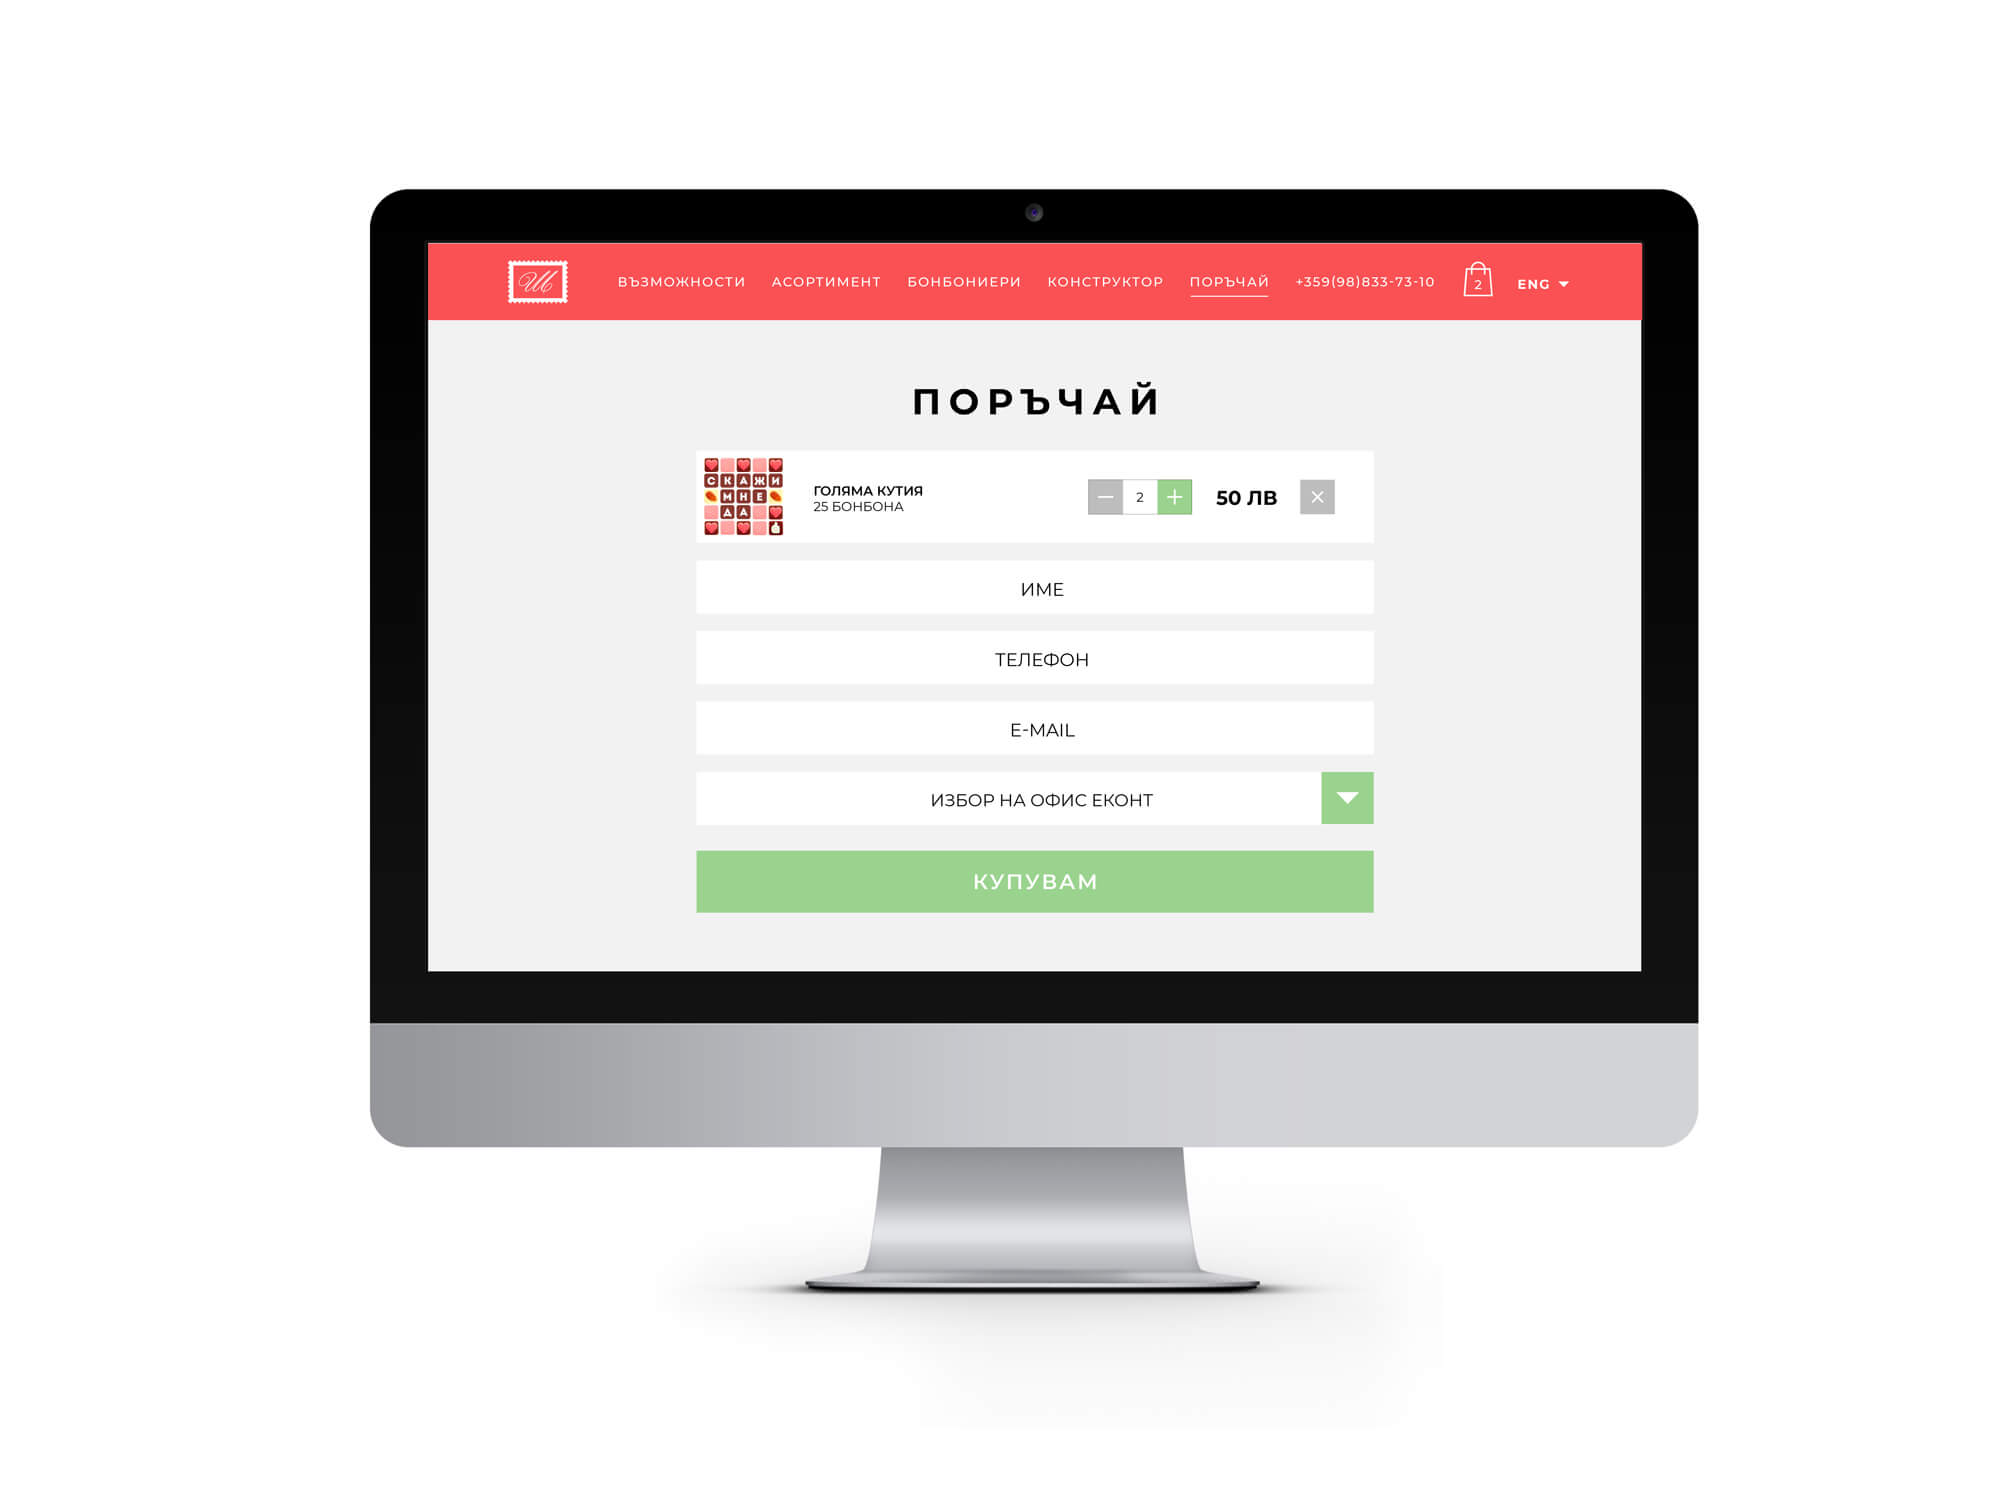 Ш
ВЪЗМОЖНОСТИ АСОРТИМЕНТ БОНБОНИЕРИ КОНСТРУКТОР ПОРЪЧАЙ +359(98)833-73-10 2 ENG
ПОРЪЧАЙ
СКАЖИ
МНЕ
ДА
ГОЛЯМА КУТИЯ
25 БОНБОНА
2 50 ЛВ
ИМЕ
ТЕЛЕФОН
E-MAIL
ИЗБОР НА ОФИС ЕКОНТ
КУПУВАМ